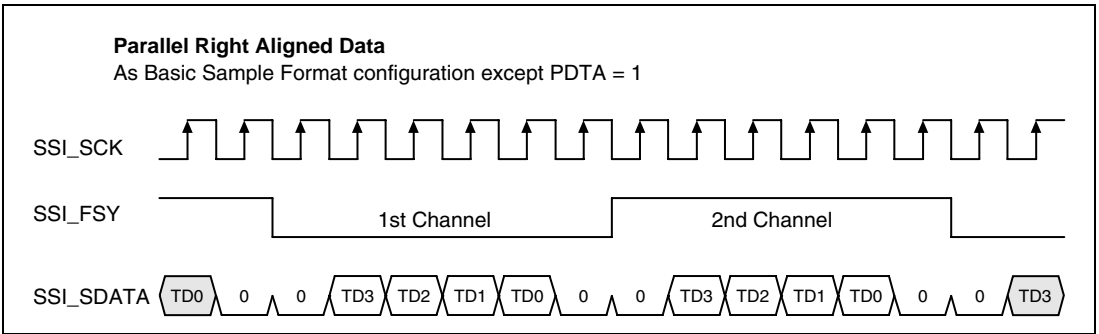 Parallel Right Aligned Data
As Basic Sample Format configuration except PDTA = 1
SSI_SCK
SSI_FSY 1st Channel 2nd Channel
SSI_SDATA TD0 0 0 TD3 TD2 TD1 TD0 0 0 TD3 TD2 TD1 TD0 0 0 TD3